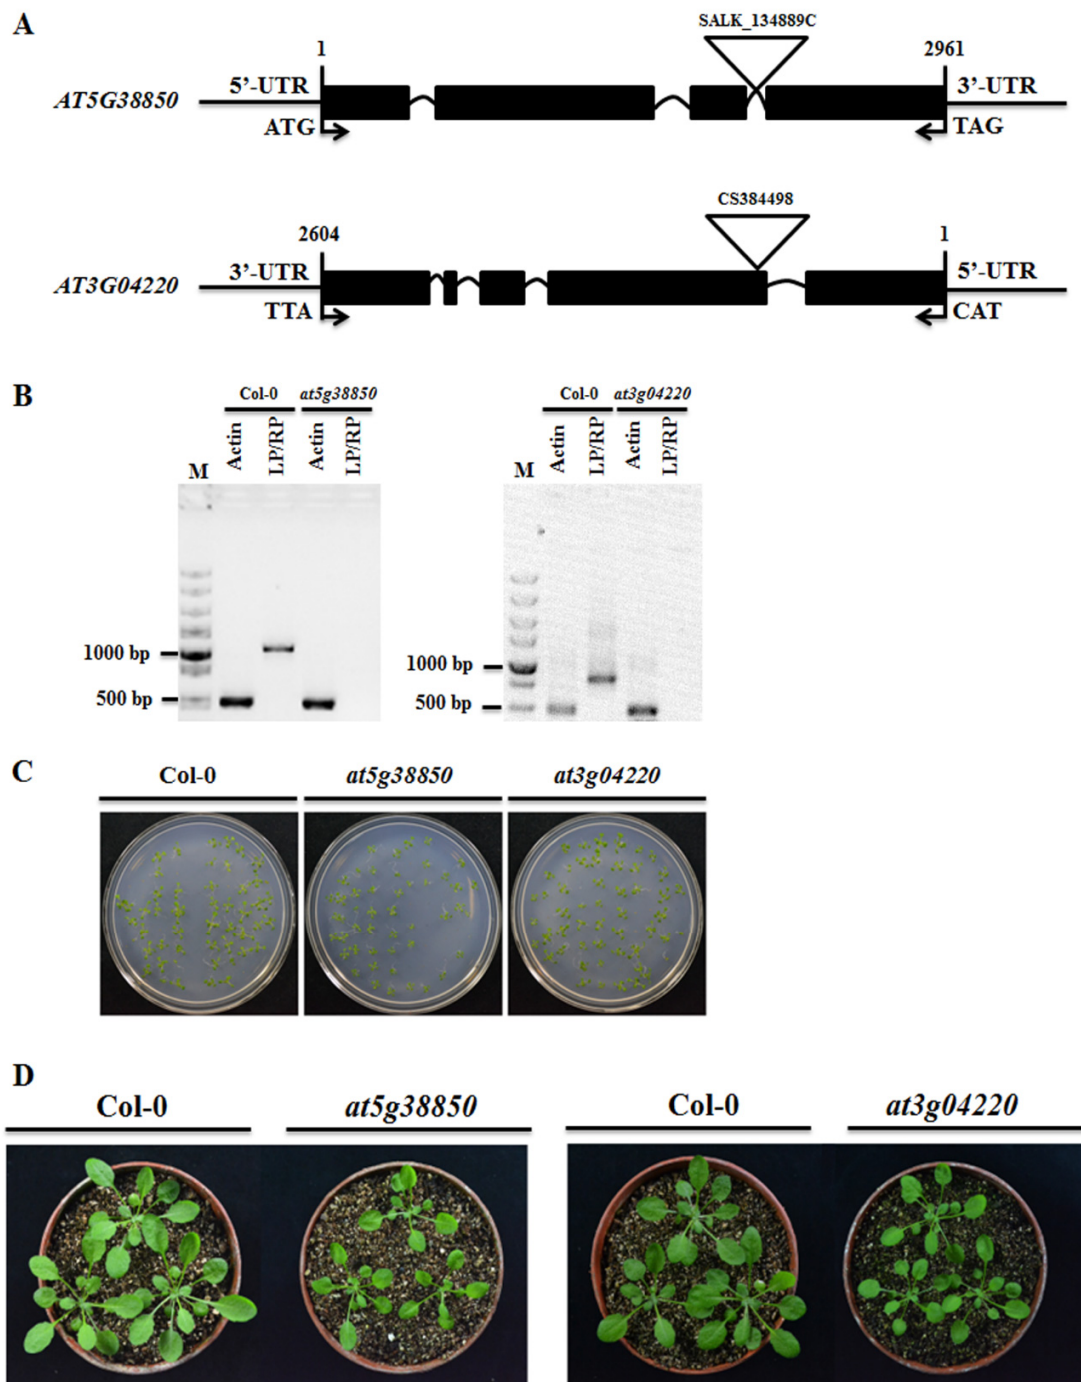 A
SALK_134889C
1
2961
AT5G38850
5’-UTR
3’-UTR
ATG
TAG
CS384498
2604
1
AT3G04220
3’-UTR
5’-UTR
TTA
CAT
B
Col-0
at5g38850
M
Actin
LP/RP
Actin
LP/RP
1000 bp
500 bp
Col-0
at3g04220
M
Actin
LP/RP
Actin
LP/RP
1000 bp
500 bp
C
Col-0
at5g38850
at3g04220
D
Col-0
at5g38850
Col-0
at3g04220